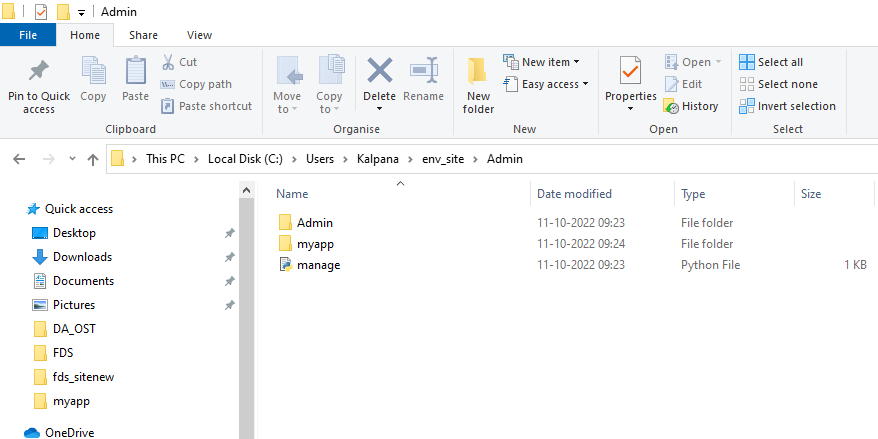 Admin
File Home Share View
Pin to Quick access
Copy
Paste
Cut
Copy path
Paste shortcut
Clipboard
Move to
Copy to
Delete
Rename
Organise
New folder
New item
Easy access
New
Properties
Open
Edit
History
Open
Select all
Select none
Invert selection
Select
This PC > Local Disk (C:) > Users > Kalpana > env_site > Admin
Name Date modified Type Size
Quick access
Desktop
Downloads
Documents
Pictures
DA_OST
FDS
fds_sitenew
myapp
OneDrive
Admin 11-10-2022 09:23 File folder
myapp 11-10-2022 09:24 File folder
manage 11-10-2022 09:23 Python File 1 KB